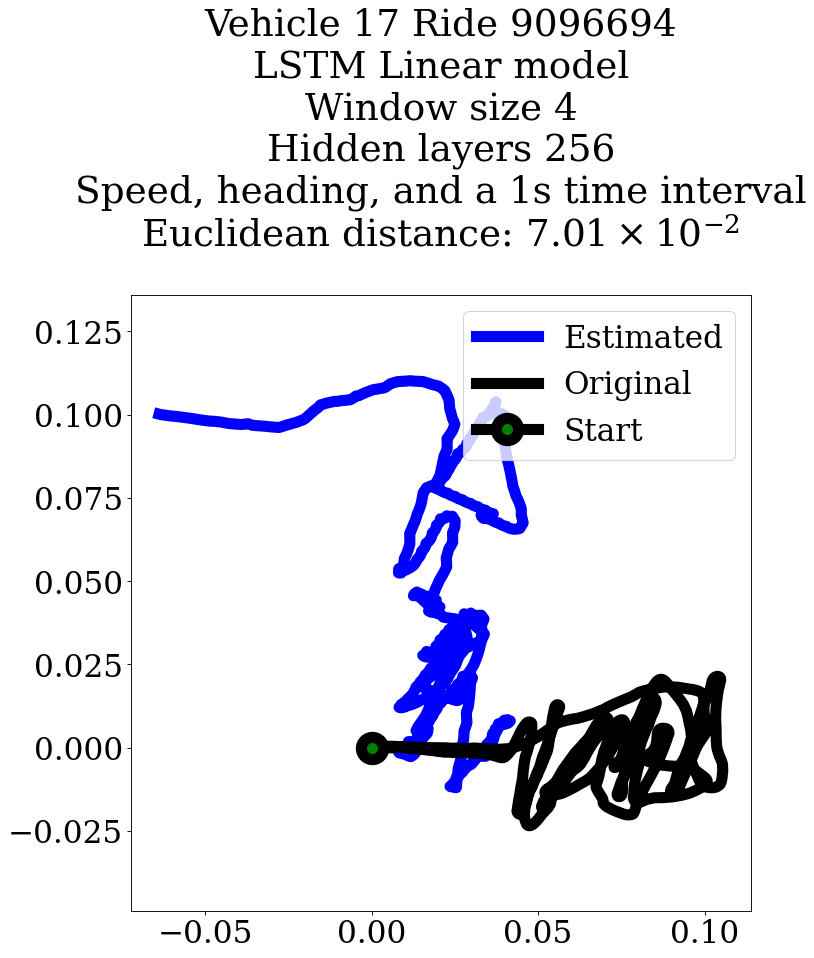 Vehicle 17 Ride 9096694
LSTM Linear model
Window size 4
Hidden layers 256
Speed, heading, and a 1s time interval
Euclidean distance: 7.01 × 10⁻²
Estimated
Original
Start
0.125
0.100
0.075
0.050
0.025
0.000
−0.025
−0.05 0.00 0.05 0.10